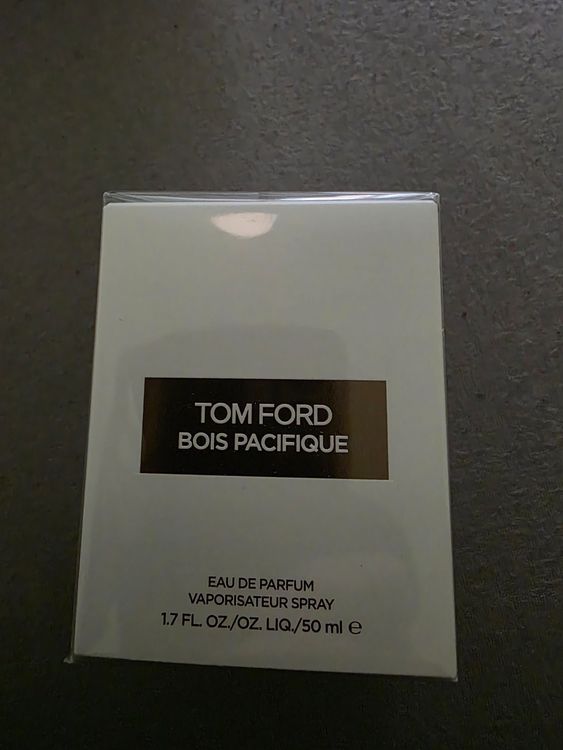 TOM FORD
BOIS PACIFIQUE
EAU DE PARFUM
VAPORISATEUR SPRAY
1.7 FL. OZ./OZ. LIQ./50 ml ℮